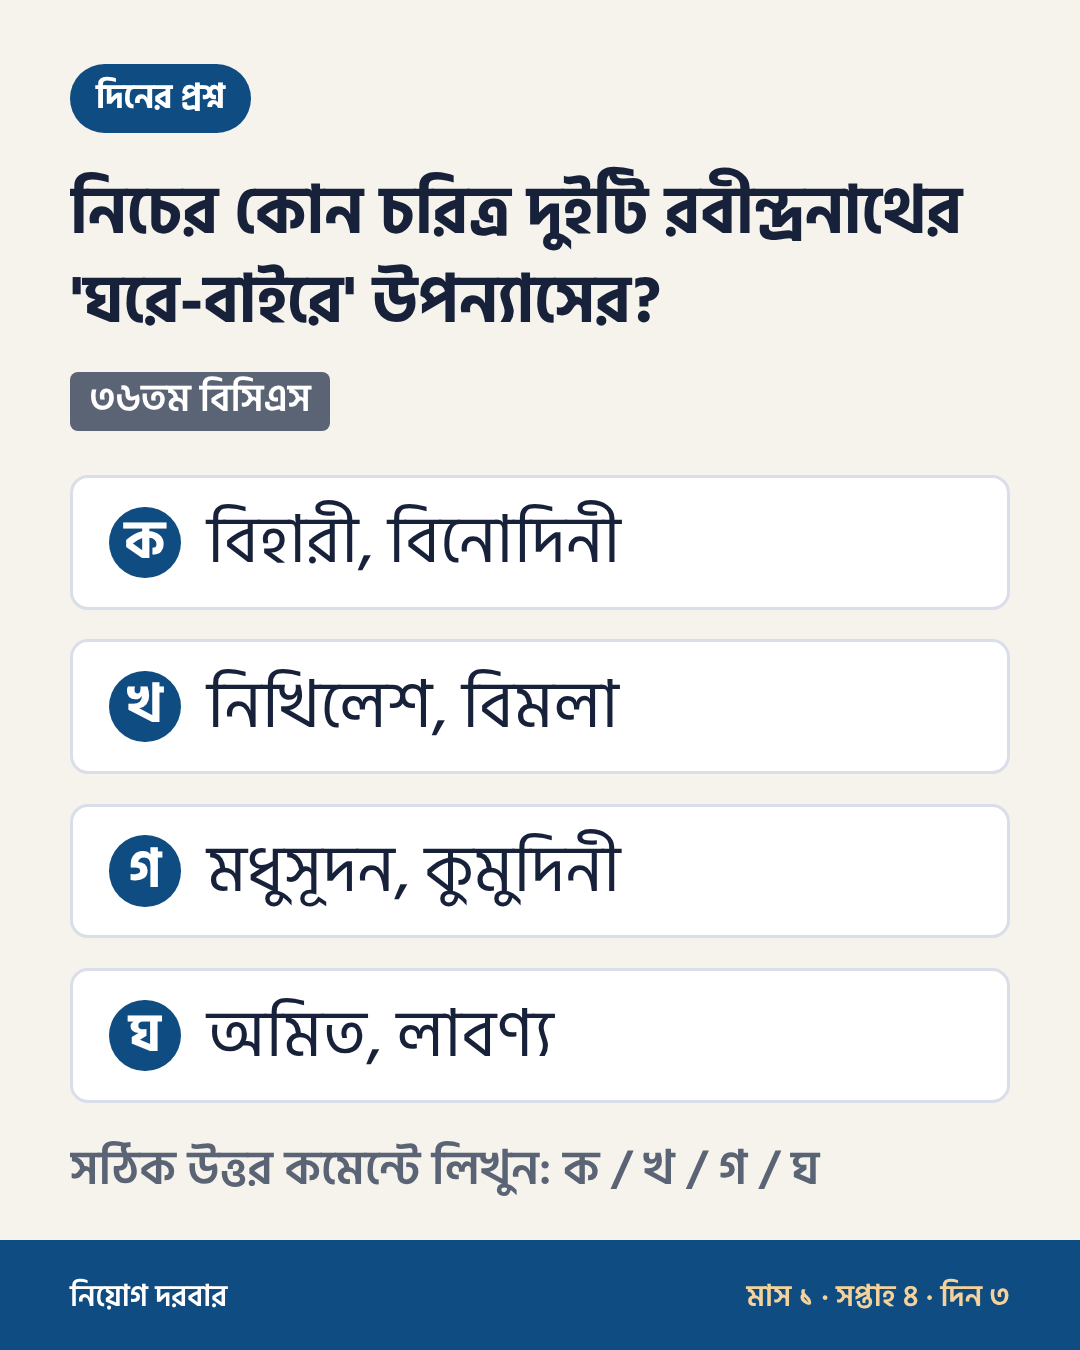 দিনের প্রশ্ন
নিচের কোন চরিত্র দুইটি রবীন্দ্রনাথের
'ঘরে-বাইরে' উপন্যাসের?
৩৬তম বিসিএস
ক বিহারী, বিনোদিনী
খ নিখিলেশ, বিমলা
গ মধুসূদন, কুমুদিনী
ঘ অমিত, লাবণ্য
সঠিক উত্তর কমেন্টে লিখুন: ক / খ / গ / ঘ
নিয়োগ দরবার
মাস ১ · সপ্তাহ ৪ · দিন ৩